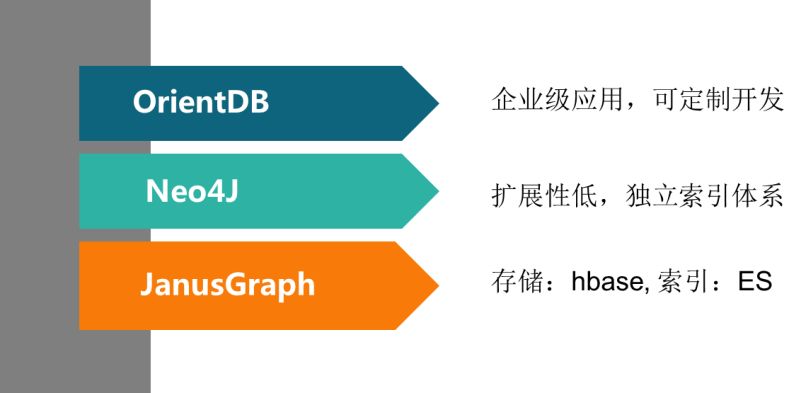 OrientDB
企业级应用，可定制开发
Neo4J
扩展性低，独立索引体系
JanusGraph
存储：hbase, 索引：ES